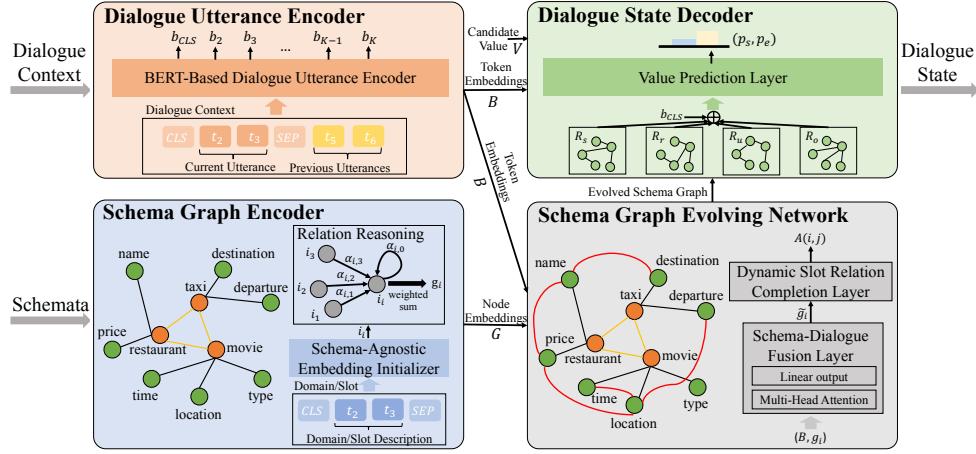 Dialogue Utterance Encoder
b_CLS b_2 b_3 ... b_{K-1} b_K
BERT-Based Dialogue Utterance Encoder
Dialogue Context
CLS t_2 t_3 SEP t_5 t_6
Current Utterance Previous Utterances
Dialogue
Context
Candidate
Value V
Token
Embeddings
B
Dialogue State Decoder
(p_s, p_e)
Value Prediction Layer
b_CLS
R_s R_r R_u R_o
Dialogue
State
Token
Embeddings
B
Evolved Schema Graph
Schemata
Schema Graph Encoder
name
destination
taxi
departure
price
restaurant
movie
time
location
type
Relation Reasoning
i_3 α_{i,3} α_{i,0}
i_2 α_{i,2} i_i g_i
α_{i,1} weighted
sum
i_1
i_i
Schema-Agnostic
Embedding Initializer
Domain/Slot
CLS t_2 t_3 SEP
Domain/Slot Description
Node
Embeddings
G
Schema Graph Evolving Network
name
destination
taxi
departure
price
restaurant
movie
time
location
type
A(i, j)
Dynamic Slot Relation
Completion Layer
g̅_i
Schema-Dialogue
Fusion Layer
Linear output
Multi-Head Attention
(B, g_i)